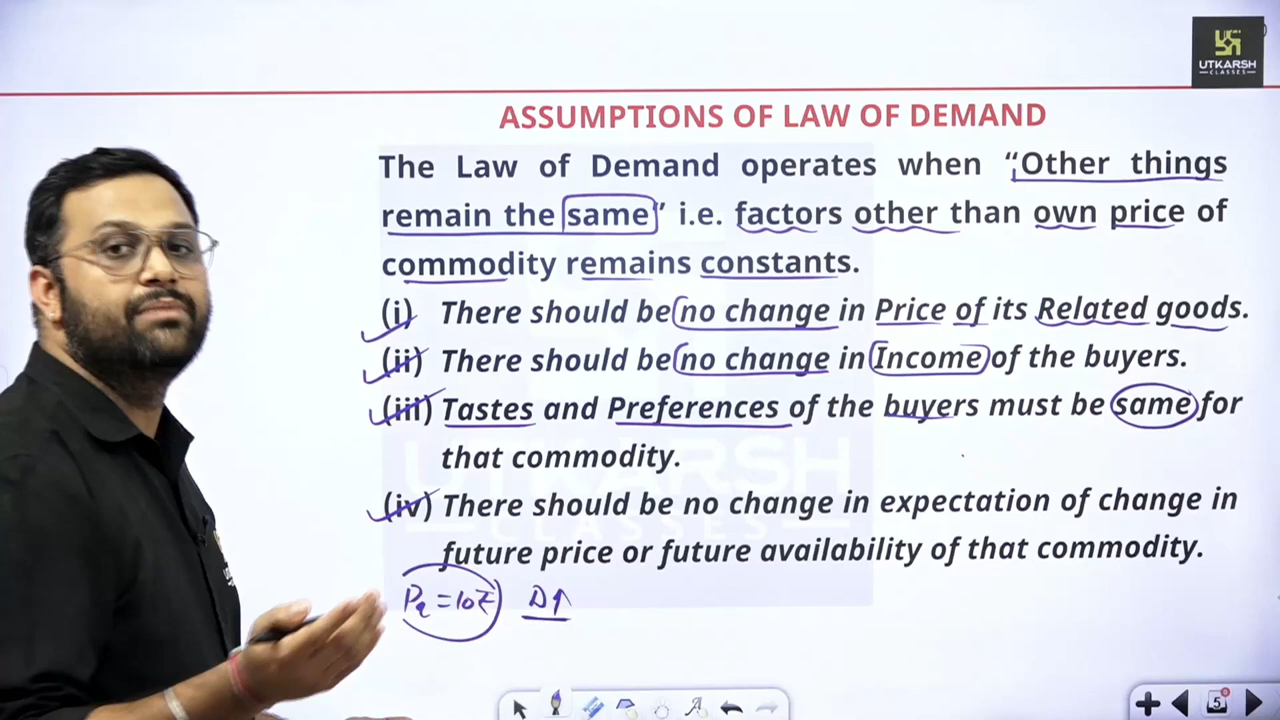 UTKARSH
CLASSES
ASSUMPTIONS OF LAW OF DEMAND
The Law of Demand operates when “Other things
remain the same” i.e. factors other than own price of
commodity remains constants.
(i) There should be no change in Price of its Related goods.
(ii) There should be no change in Income of the buyers.
(iii) Tastes and Preferences of the buyers must be same for
that commodity.
(iv) There should be no change in expectation of change in
future price or future availability of that commodity.
= 10₹ D↑
5